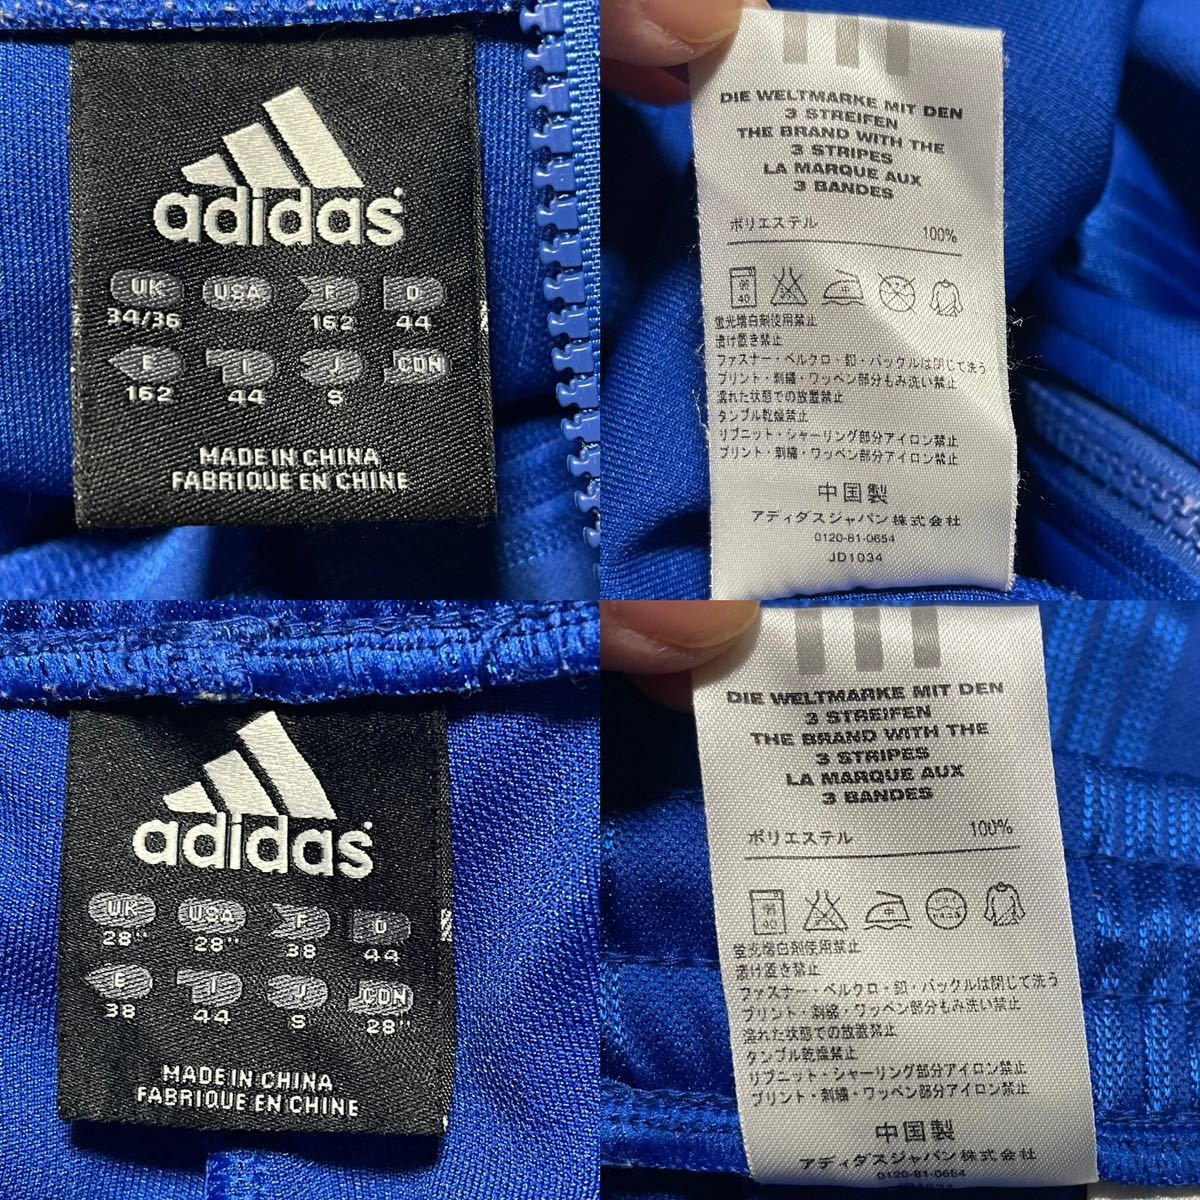 adidas
UK USA F D
34/36 162 44
E I J CDN
162 44 S
MADE IN CHINA
FABRIQUE EN CHINE
DIE WELTMARKE MIT DEN
3 STREIFEN
THE BRAND WITH THE
3 STRIPES
LA MARQUE AUX
3 BANDES
ポリエステル 100%
40
蛍光増白剤使用禁止
漬け置き禁止
ファスナー・ベルクロ・釦・バックルは閉じて洗う
プリント・刺繍・ワッペン部分もみ洗い禁止
濡れた状態での放置禁止
タンブル乾燥禁止
リブニット・シャーリング部分アイロン禁止
プリント・刺繍・ワッペン部分アイロン禁止
中国製
アディダスジャパン株式会社
0120-81-0654
JD1034
adidas
UK USA F D
28" 28" 38 44
E I J CDN
38 44 S 28"
MADE IN CHINA
FABRIQUE EN CHINE
DIE WELTMARKE MIT DEN
3 STREIFEN
THE BRAND WITH THE
3 STRIPES
LA MARQUE AUX
3 BANDES
ポリエステル 100%
40
蛍光増白剤使用禁止
漬け置き禁止
ファスナー・ベルクロ・釦・バックルは閉じて洗う
プリント・刺繍・ワッペン部分もみ洗い禁止
濡れた状態での放置禁止
タンブル乾燥禁止
リブニット・シャーリング部分アイロン禁止
プリント・刺繍・ワッペン部分アイロン禁止
中国製
アディダスジャパン株式会社
0120-81-0654